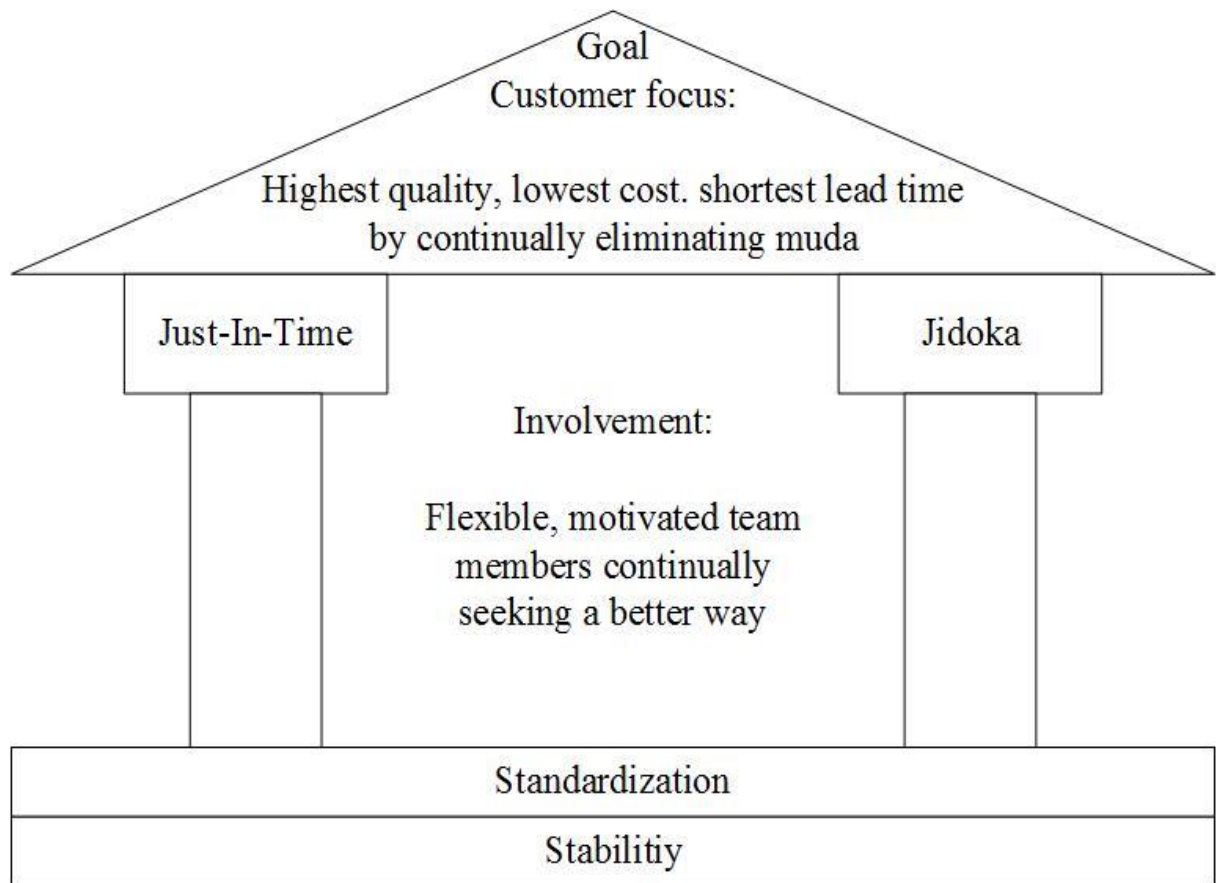 Goal
Customer focus:
Highest quality, lowest cost. shortest lead time
by continually eliminating muda
Just-In-Time
Jidoka
Involvement:
Flexible, motivated team
members continually
seeking a better way
Standardization
Stabilitiy